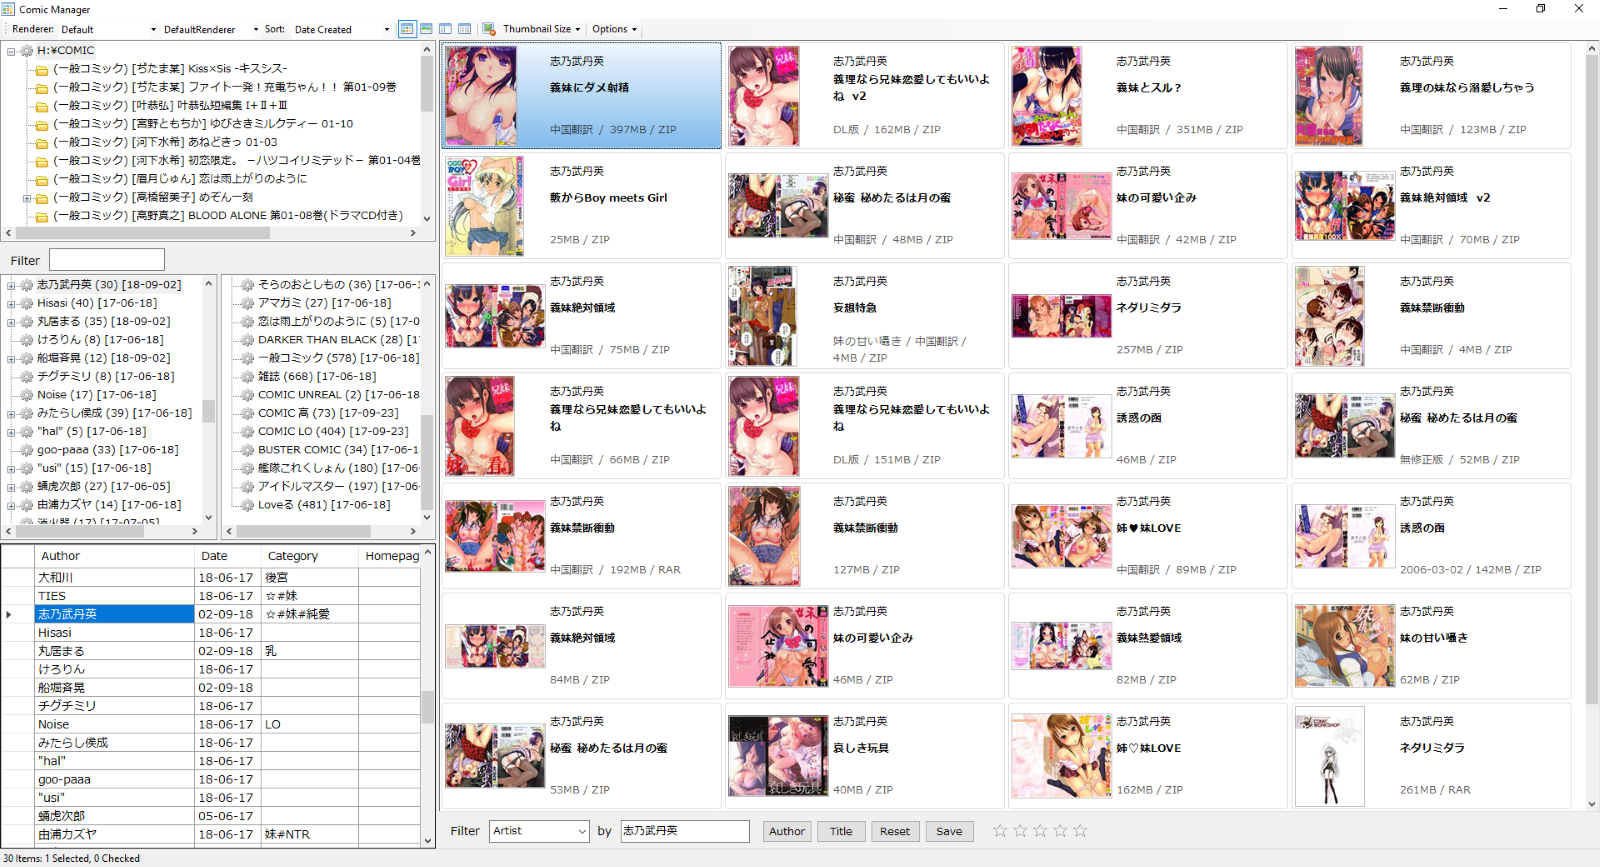 Comic Manager
Renderer: Default DefaultRenderer Sort: Date Created Thumbnail Size Options
H:¥COMIC
(一般コミック) [ぢたま某] Kiss×Sis -キスシス-
(一般コミック) [ぢたま某] ファイト一発！充電ちゃん！！ 第01-09巻
(一般コミック) [叶恭弘] 叶恭弘短編集 I+Ⅱ+Ⅲ
(一般コミック) [宮野ともちか] ゆびさきミルクティー 01-10
(一般コミック) [河下水希] あねどきっ 01-03
(一般コミック) [河下水希] 初恋限定。 －ハツコイリミテッド－ 第01-04巻
(一般コミック) [眉月じゅん] 恋は雨上がりのように
(一般コミック) [高橋留美子] めぞん一刻
(一般コミック) [高野真之] BLOOD ALONE 第01-08巻(ドラマCD付き)
Filter
志乃武丹英 (30) [18-09-02]
Hisasi (40) [17-06-18]
丸居まる (35) [18-09-02]
けろりん (8) [17-06-18]
船堀斉晃 (12) [18-09-02]
チグチミリ (8) [17-06-18]
Noise (17) [17-06-18]
みたらし侯成 (39) [17-06-18]
"hal" (5) [17-06-18]
goo-paaa (33) [17-06-18]
"usi" (15) [17-06-18]
蛹虎次郎 (27) [17-06-05]
由浦カズヤ (14) [17-06-18]
消火器 (17) [17-07-05]
そらのおとしもの (36) [17-06-1
アマガミ (27) [17-06-18]
恋は雨上がりのように (5) [17-0
DARKER THAN BLACK (28) [1
一般コミック (578) [17-06-18]
雑誌 (668) [17-06-18]
COMIC UNREAL (2) [17-06-18
COMIC 高 (73) [17-09-23]
COMIC LO (404) [17-09-23]
BUSTER COMIC (34) [17-06-1
艦隊これくしょん (180) [17-06-
アイドルマスター (197) [17-06-
Loveる (481) [17-06-18]
Author Date Category Homepag
大和川 18-06-17 後宮
TIES 18-06-17 ☆#妹
志乃武丹英 02-09-18 ☆#妹#純愛
Hisasi 18-06-17
丸居まる 02-09-18 乳
けろりん 18-06-17
船堀斉晃 02-09-18
チグチミリ 18-06-17
Noise 18-06-17 LO
みたらし侯成 18-06-17
"hal" 18-06-17
goo-paaa 18-06-17
"usi" 18-06-17
蛹虎次郎 05-06-17
由浦カズヤ 18-06-17 妹#NTR
志乃武丹英
義妹にダメ射精
中国翻訳 / 397MB / ZIP
志乃武丹英
義理なら兄妹恋愛してもいいよ
ね v2
DL版 / 162MB / ZIP
志乃武丹英
義妹とスル？
中国翻訳 / 351MB / ZIP
志乃武丹英
義理の妹なら溺愛しちゃう
中国翻訳 / 123MB / ZIP
志乃武丹英
藪からBoy meets Girl
25MB / ZIP
志乃武丹英
秘蜜 秘めたるは月の蜜
中国翻訳 / 48MB / ZIP
志乃武丹英
妹の可愛い企み
中国翻訳 / 42MB / ZIP
志乃武丹英
義妹絶対領域 v2
中国翻訳 / 70MB / ZIP
志乃武丹英
義妹絶対領域
中国翻訳 / 75MB / ZIP
志乃武丹英
妄想特急
妹の甘い囁き / 中国翻訳 /
4MB / ZIP
志乃武丹英
ネダリミダラ
257MB / ZIP
志乃武丹英
義妹禁断衝動
中国翻訳 / 4MB / ZIP
志乃武丹英
義理なら兄妹恋愛してもいいよ
ね
中国翻訳 / 66MB / ZIP
志乃武丹英
義理なら兄妹恋愛してもいいよ
ね
DL版 / 151MB / ZIP
志乃武丹英
誘惑の函
46MB / ZIP
志乃武丹英
秘蜜 秘めたるは月の蜜
無修正版 / 52MB / ZIP
志乃武丹英
義妹禁断衝動
中国翻訳 / 192MB / RAR
志乃武丹英
義妹禁断衝動
127MB / ZIP
志乃武丹英
姉♥妹LOVE
中国翻訳 / 89MB / ZIP
志乃武丹英
誘惑の函
2006-03-02 / 142MB / ZIP
志乃武丹英
義妹絶対領域
84MB / ZIP
志乃武丹英
妹の可愛い企み
46MB / ZIP
志乃武丹英
義妹熱愛領域
82MB / ZIP
志乃武丹英
妹の甘い囁き
62MB / ZIP
志乃武丹英
秘蜜 秘めたるは月の蜜
53MB / ZIP
志乃武丹英
哀しき玩具
40MB / ZIP
志乃武丹英
姉♡妹LOVE
162MB / ZIP
志乃武丹英
ネダリミダラ
261MB / RAR
Filter Artist by 志乃武丹英 Author Title Reset Save
30 Items: 1 Selected, 0 Checked